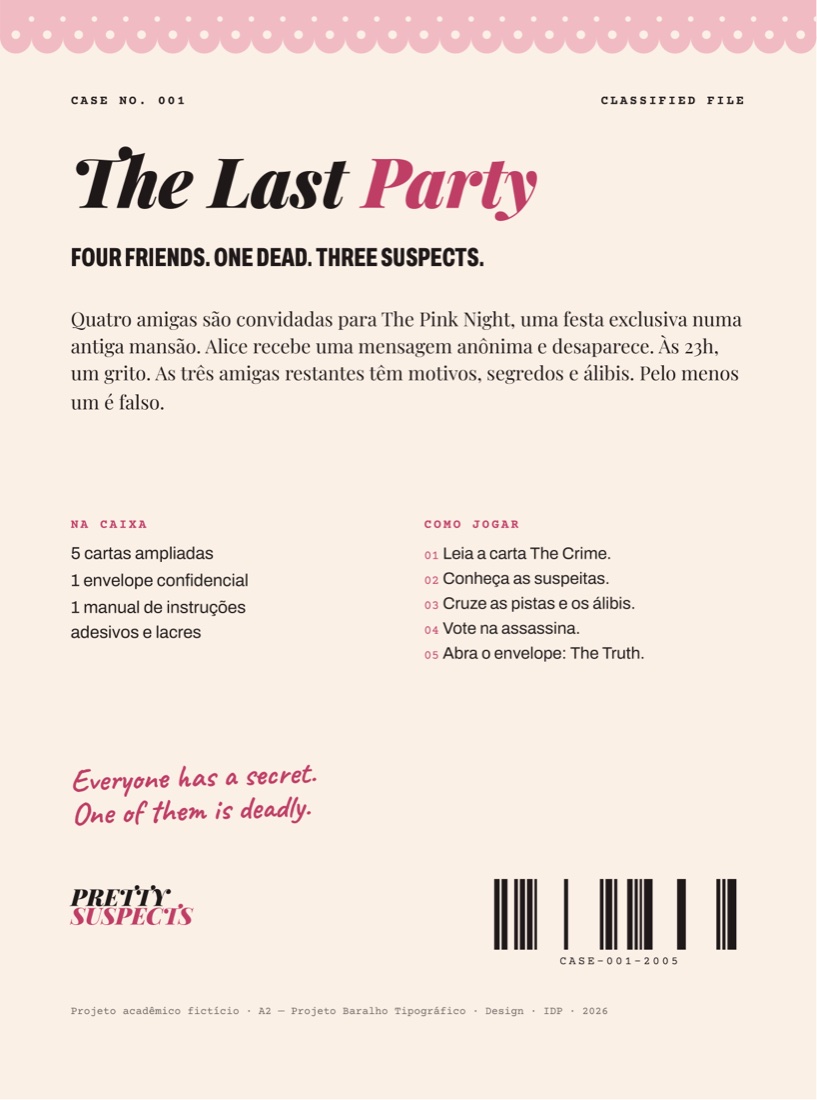 CASE NO. 001
CLASSIFIED FILE
The Last Party
FOUR FRIENDS. ONE DEAD. THREE SUSPECTS.
Quatro amigas são convidadas para The Pink Night, uma festa exclusiva numa
antiga mansão. Alice recebe uma mensagem anônima e desaparece. Às 23h,
um grito. As três amigas restantes têm motivos, segredos e álibis. Pelo menos
um é falso.
NA CAIXA
5 cartas ampliadas
1 envelope confidencial
1 manual de instruções
adesivos e lacres
COMO JOGAR
01 Leia a carta The Crime.
02 Conheça as suspeitas.
03 Cruze as pistas e os álibis.
04 Vote na assassina.
05 Abra o envelope: The Truth.
Everyone has a secret.
One of them is deadly.
PRETTY
SUSPECTS
CASE-001-2005
Projeto acadêmico fictício · A2 — Projeto Baralho Tipográfico · Design · IDP · 2026